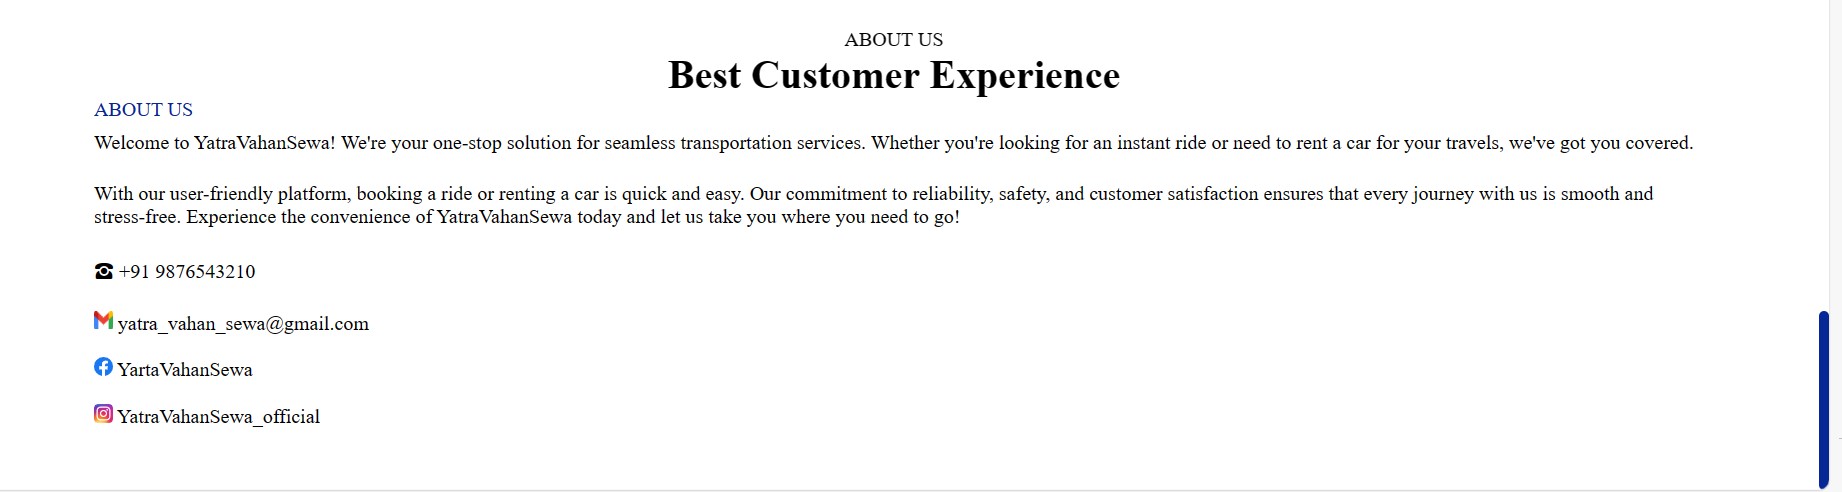 ABOUT US
Best Customer Experience
ABOUT US
Welcome to YatraVahanSewa! We're your one-stop solution for seamless transportation services. Whether you're looking for an instant ride or need to rent a car for your travels, we've got you covered.
With our user-friendly platform, booking a ride or renting a car is quick and easy. Our commitment to reliability, safety, and customer satisfaction ensures that every journey with us is smooth and
stress-free. Experience the convenience of YatraVahanSewa today and let us take you where you need to go!
+91 9876543210
yatra_vahan_sewa@gmail.com
YartaVahanSewa
YatraVahanSewa_official